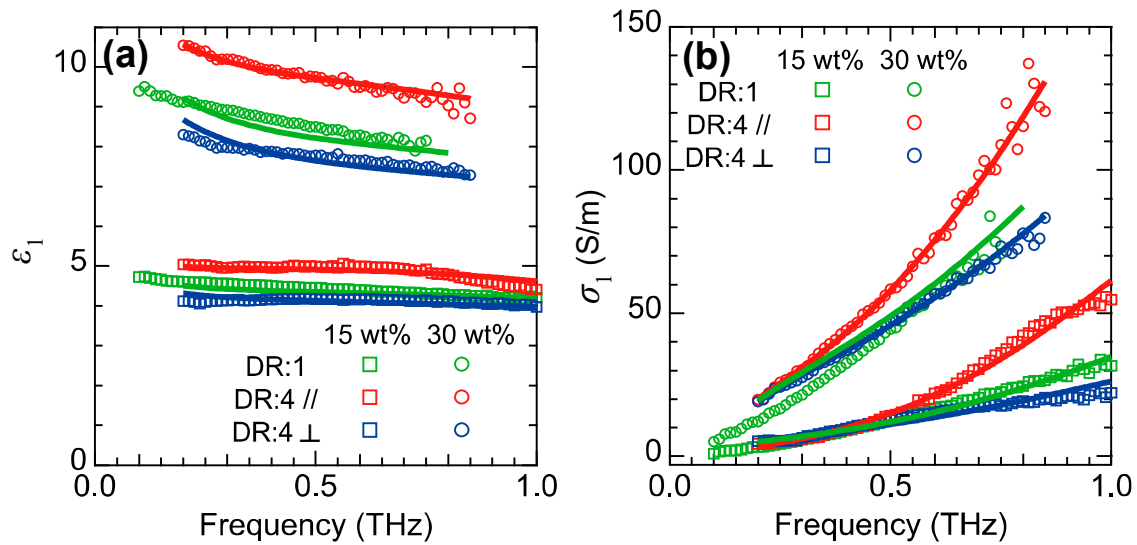 (a)
10
5
0
ε1
15 wt% 30 wt%
DR:1
DR:4 //
DR:4 ⊥
0.0 0.5 1.0
Frequency (THz)
(b)
150
100
50
0
σ1 (S/m)
15 wt% 30 wt%
DR:1
DR:4 //
DR:4 ⊥
0.0 0.5 1.0
Frequency (THz)